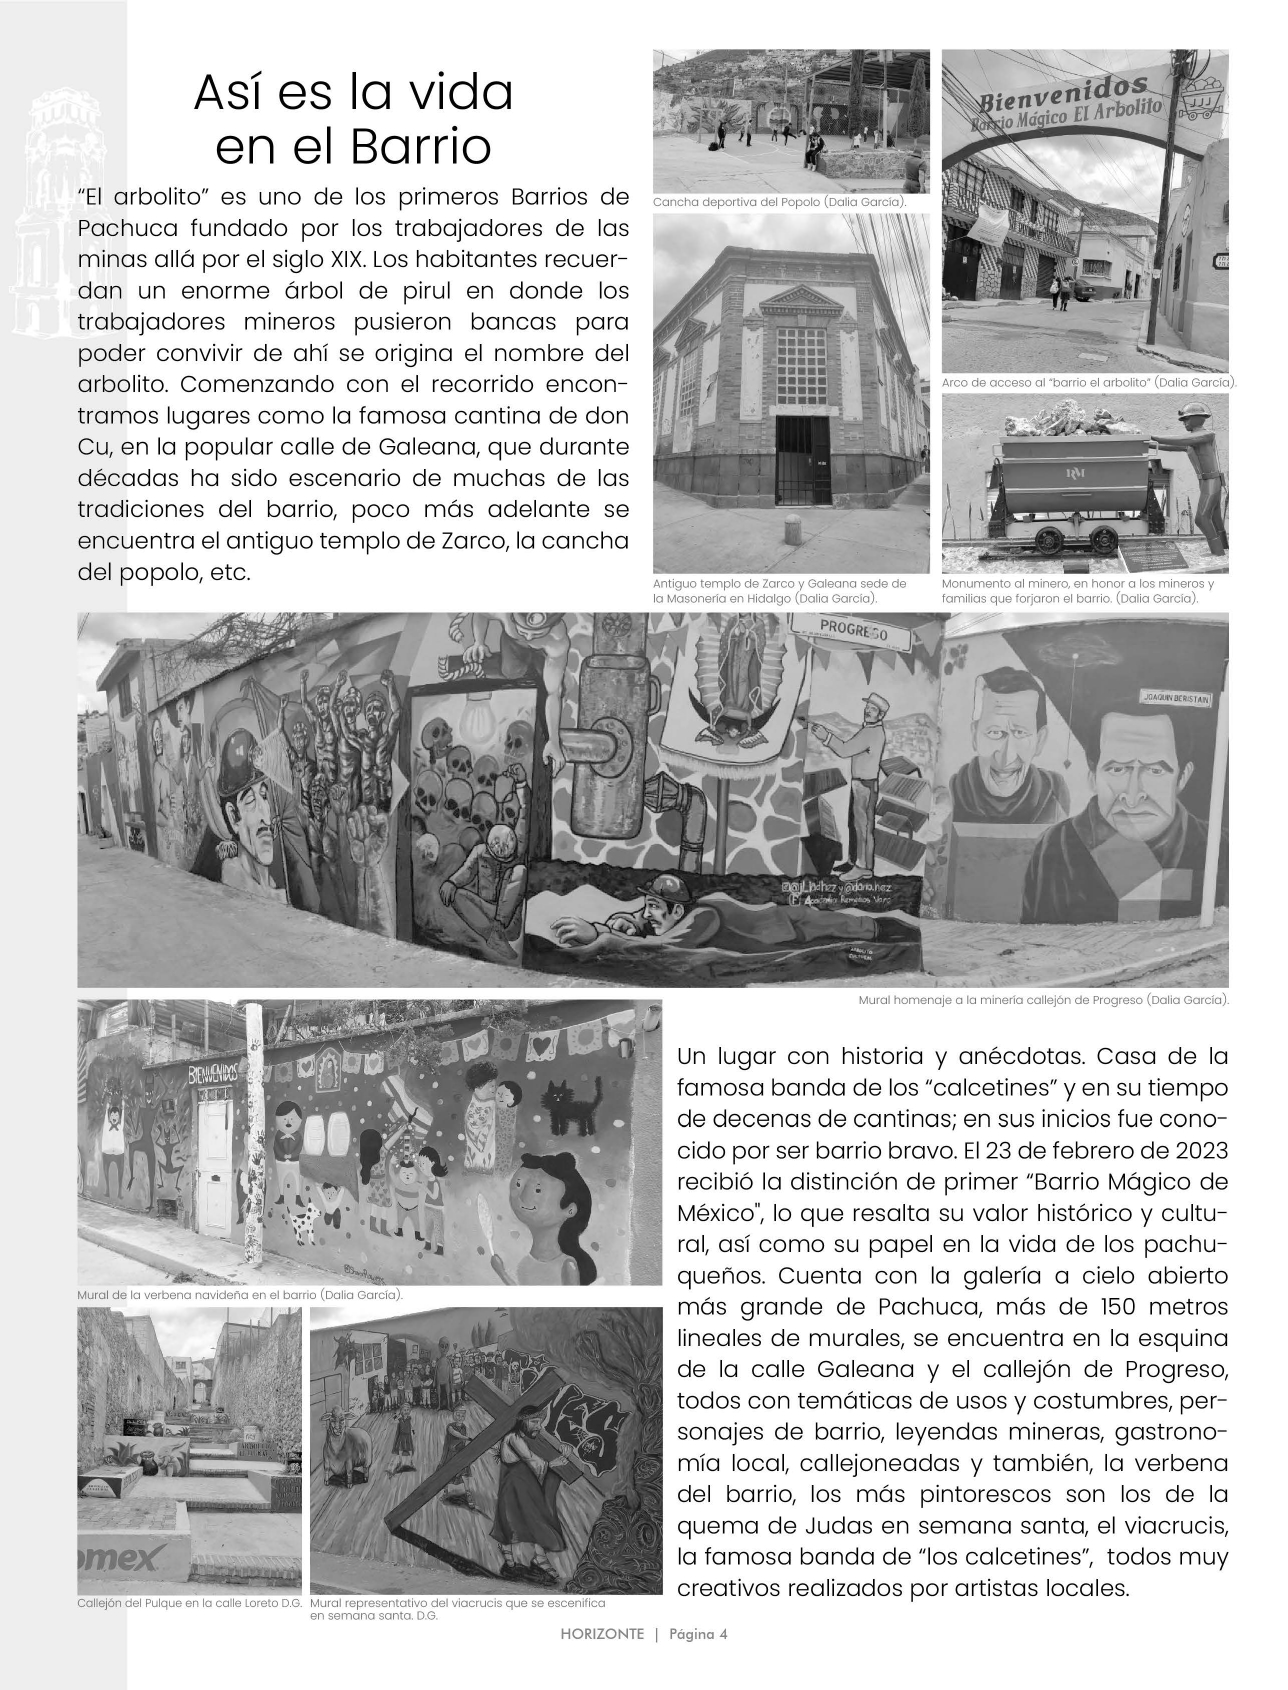 Así es la vida
en el Barrio
“El arbolito” es uno de los primeros Barrios de
Pachuca fundado por los trabajadores de las
minas allá por el siglo XIX. Los habitantes recuer-
dan un enorme árbol de pirul en donde los
trabajadores mineros pusieron bancas para
poder convivir de ahí se origina el nombre del
arbolito. Comenzando con el recorrido encon-
tramos lugares como la famosa cantina de don
Cu, en la popular calle de Galeana, que durante
décadas ha sido escenario de muchas de las
tradiciones del barrio, poco más adelante se
encuentra el antiguo templo de Zarco, la cancha
del popolo, etc.
Cancha deportiva del Popolo (Dalia García).
Bienvenidos
Barrio Mágico El Arbolito
Arco de acceso al “barrio el arbolito” (Dalia García).
Antiguo templo de Zarco y Galeana sede de
la Masonería en Hidalgo (Dalia García).
RM
Monumento al minero, en honor a los mineros y
familias que forjaron el barrio. (Dalia García).
PROGRESO
JOAQUIN BERISTAIN
Mural homenaje a la minería callejón de Progreso (Dalia García).
BIENVENIDOS
Mural de la verbena navideña en el barrio (Dalia García).
omex
Callejón del Pulque en la calle Loreto D.G.
Mural representativo del viacrucis que se escenifica
en semana santa. D.G.
Un lugar con historia y anécdotas. Casa de la
famosa banda de los “calcetines” y en su tiempo
de decenas de cantinas; en sus inicios fue cono-
cido por ser barrio bravo. El 23 de febrero de 2023
recibió la distinción de primer “Barrio Mágico de
México", lo que resalta su valor histórico y cultu-
ral, así como su papel en la vida de los pachu-
queños. Cuenta con la galería a cielo abierto
más grande de Pachuca, más de 150 metros
lineales de murales, se encuentra en la esquina
de la calle Galeana y el callejón de Progreso,
todos con temáticas de usos y costumbres, per-
sonajes de barrio, leyendas mineras, gastrono-
mía local, callejoneadas y también, la verbena
del barrio, los más pintorescos son los de la
quema de Judas en semana santa, el viacrucis,
la famosa banda de “los calcetines”, todos muy
creativos realizados por artistas locales.
HORIZONTE | Página 4